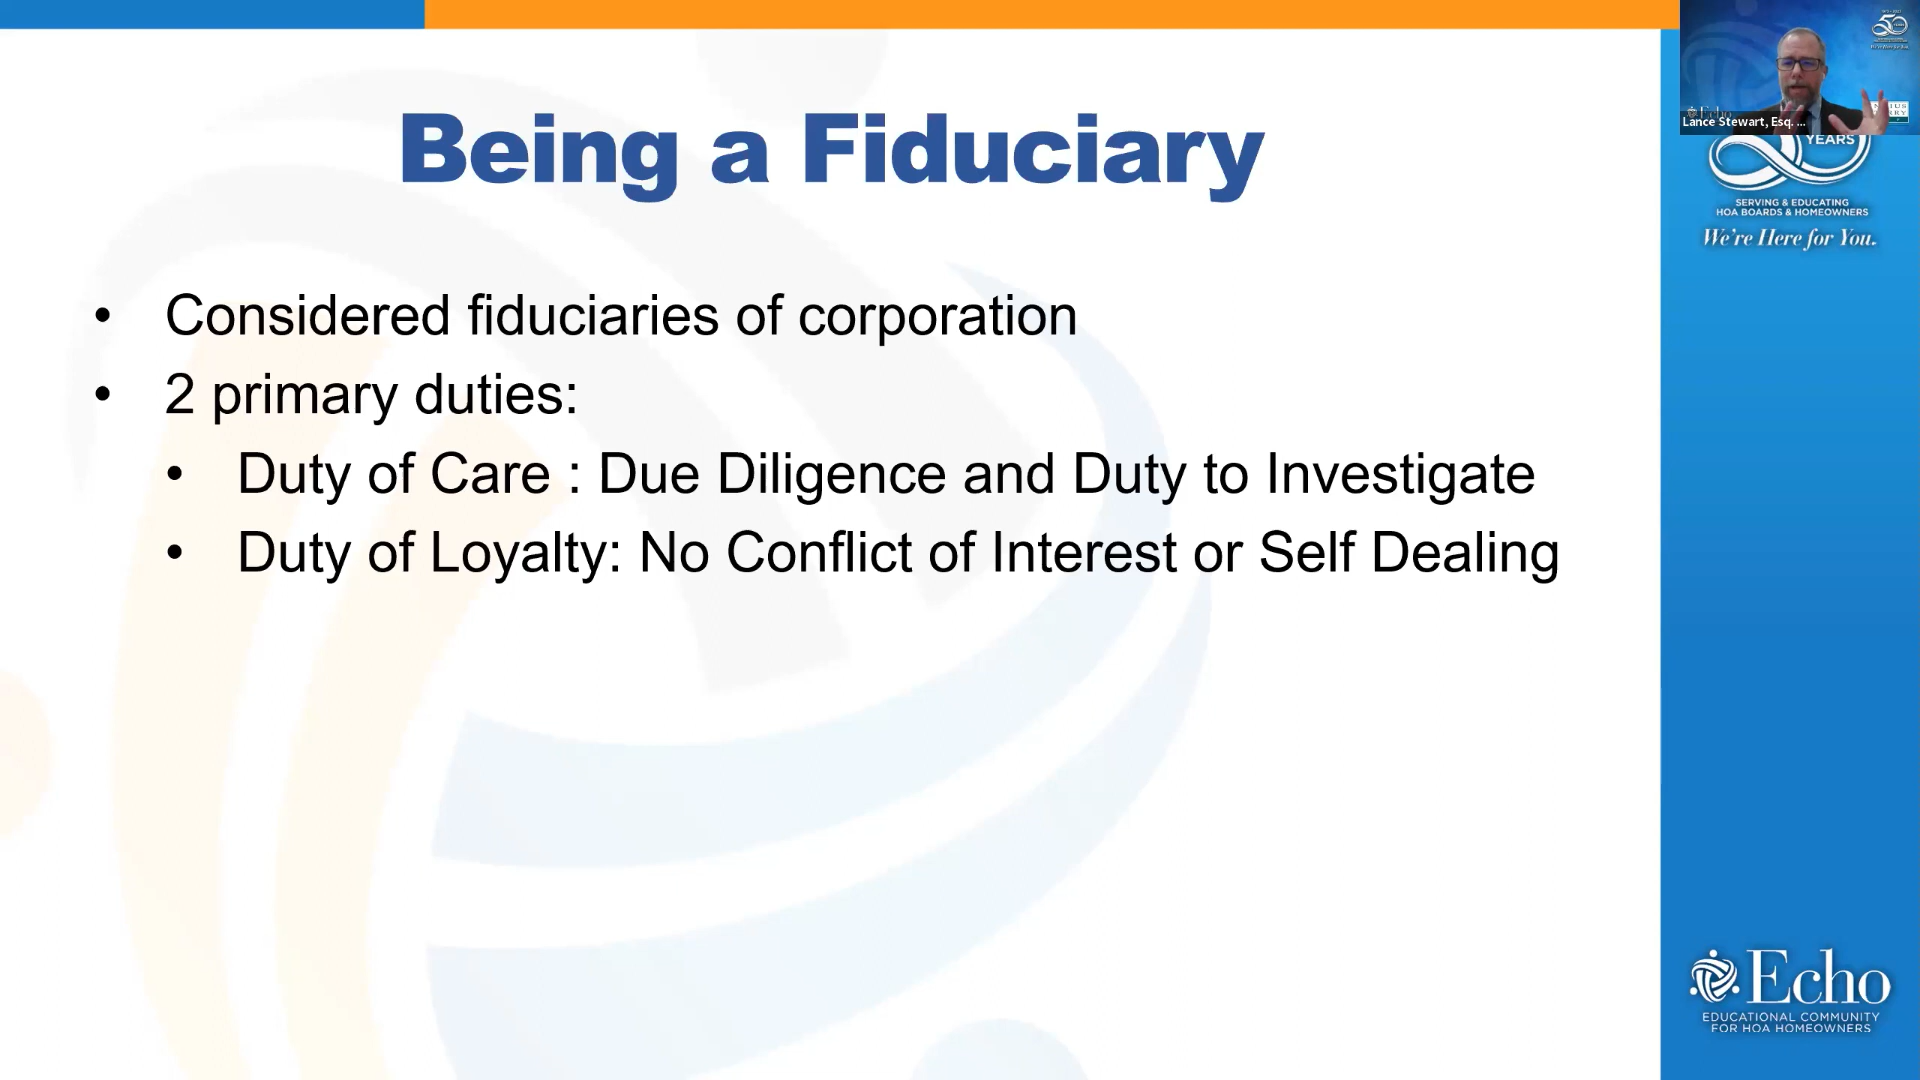 Being a Fiduciary
• Considered fiduciaries of corporation
• 2 primary duties:
• Duty of Care : Due Diligence and Duty to Investigate
• Duty of Loyalty: No Conflict of Interest or Self Dealing
50
Echo
Lance Stewart, Esq. ...
YEARS
SERVING & EDUCATING
HOA BOARDS & HOMEOWNERS
We're Here for You.
Echo
EDUCATIONAL COMMUNITY
FOR HOA HOMEOWNERS